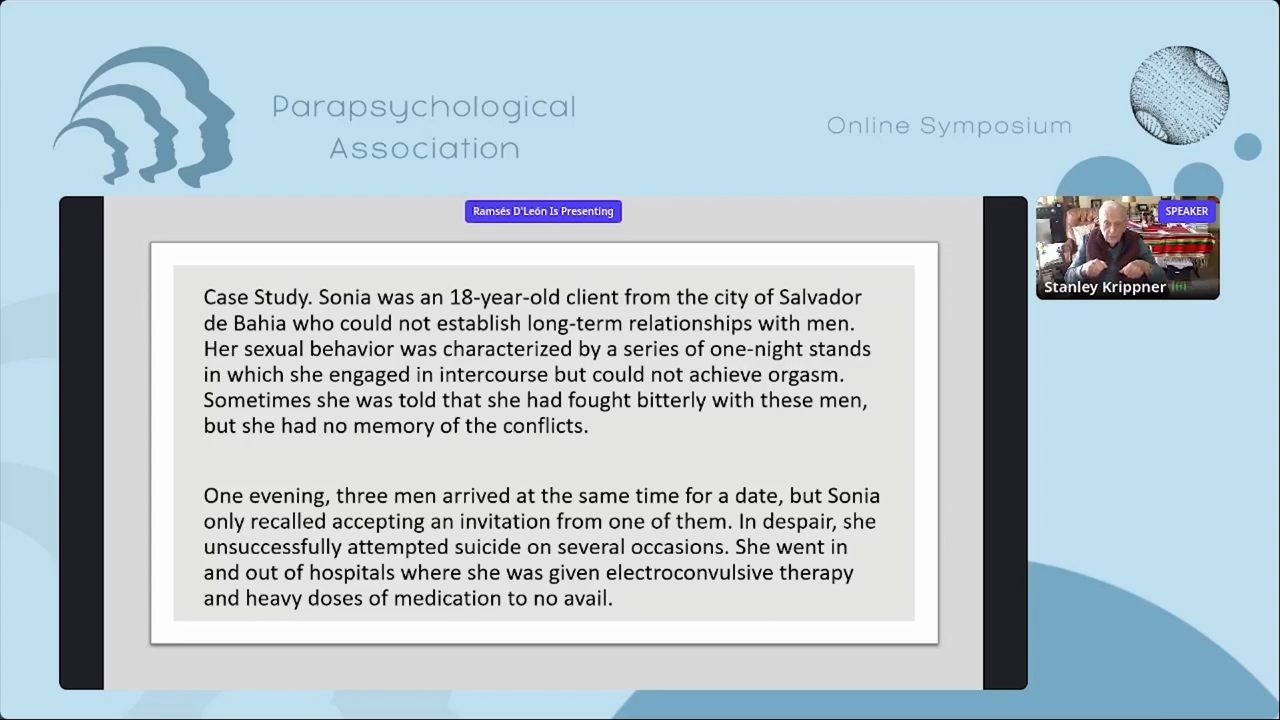 Parapsychological
Association
Online Symposium
Ramsés D'León Is Presenting
SPEAKER
Stanley Krippner
Case Study. Sonia was an 18-year-old client from the city of Salvador
de Bahia who could not establish long-term relationships with men.
Her sexual behavior was characterized by a series of one-night stands
in which she engaged in intercourse but could not achieve orgasm.
Sometimes she was told that she had fought bitterly with these men,
but she had no memory of the conflicts.
One evening, three men arrived at the same time for a date, but Sonia
only recalled accepting an invitation from one of them. In despair, she
unsuccessfully attempted suicide on several occasions. She went in
and out of hospitals where she was given electroconvulsive therapy
and heavy doses of medication to no avail.